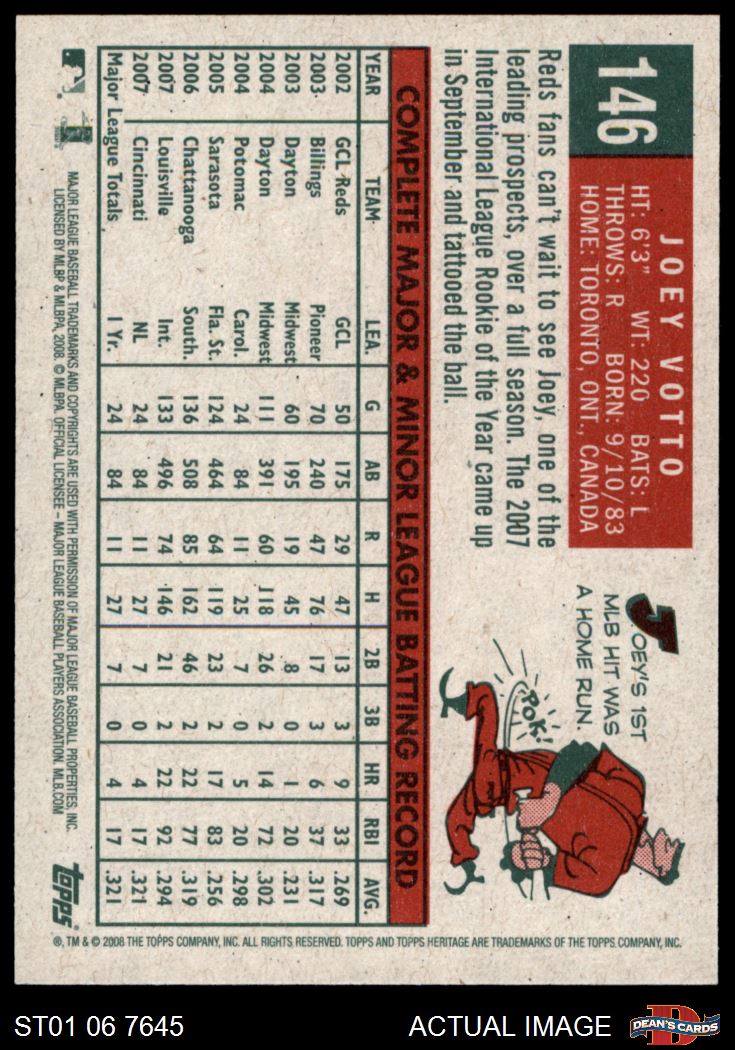 146
JOEY VOTTO
HT: 6'3" WT: 220 BATS: L
THROWS: R BORN: 9/10/83
HOME: TORONTO, ONT., CANADA
Reds fans can't wait to see Joey, one of the
leading prospects, over a full season. The 2007
International League Rookie of the Year came up
in September and tattooed the ball.
JOEY'S 1ST
MLB HIT WAS
A HOME RUN.
POK!
COMPLETE MAJOR & MINOR LEAGUE BATTING RECORD
YEAR TEAM LEA. G AB R H 2B 3B HR RBI AVG.
2002 GCL Reds GCL 50 175 29 47 13 3 9 33 .269
2003 Billings Pioneer 70 240 47 76 17 3 6 37 .317
2003 Dayton Midwest 60 195 19 45 8 0 1 20 .231
2004 Dayton Midwest 111 391 60 118 26 2 14 72 .302
2004 Potomac Carol. 24 84 11 25 7 0 5 20 .298
2005 Sarasota Fla. St. 124 464 64 119 23 2 17 83 .256
2006 Chattanooga South. 136 508 85 162 46 2 22 77 .319
2007 Louisville Int. 133 496 74 146 21 2 22 92 .294
2007 Cincinnati NL 24 84 11 27 7 0 4 17 .321
Major League Totals 1 Yr. 24 84 11 27 7 0 4 17 .321
MAJOR LEAGUE BASEBALL TRADEMARKS AND COPYRIGHTS ARE USED WITH PERMISSION OF MAJOR LEAGUE BASEBALL PROPERTIES, INC.
LICENSED BY MLBP & MLBPA, 2008. © MLBPA. OFFICIAL LICENSEE – MAJOR LEAGUE BASEBALL PLAYERS ASSOCIATION. MLB.COM
topps
®, TM & © 2008 THE TOPPS COMPANY, INC. ALL RIGHTS RESERVED. TOPPS AND TOPPS HERITAGE ARE TRADEMARKS OF THE TOPPS COMPANY, INC.
ST01 06 7645 ACTUAL IMAGE
DEAN'S CARDS